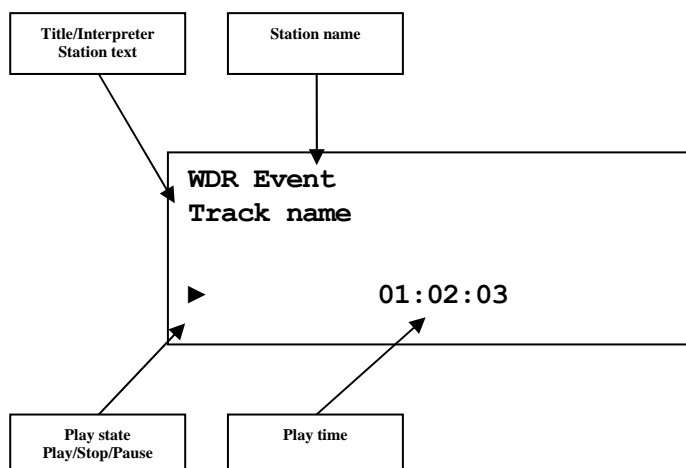 Title/Interpreter
Station text
Station name
WDR Event
Track name
► 01:02:03
Play state
Play/Stop/Pause
Play time